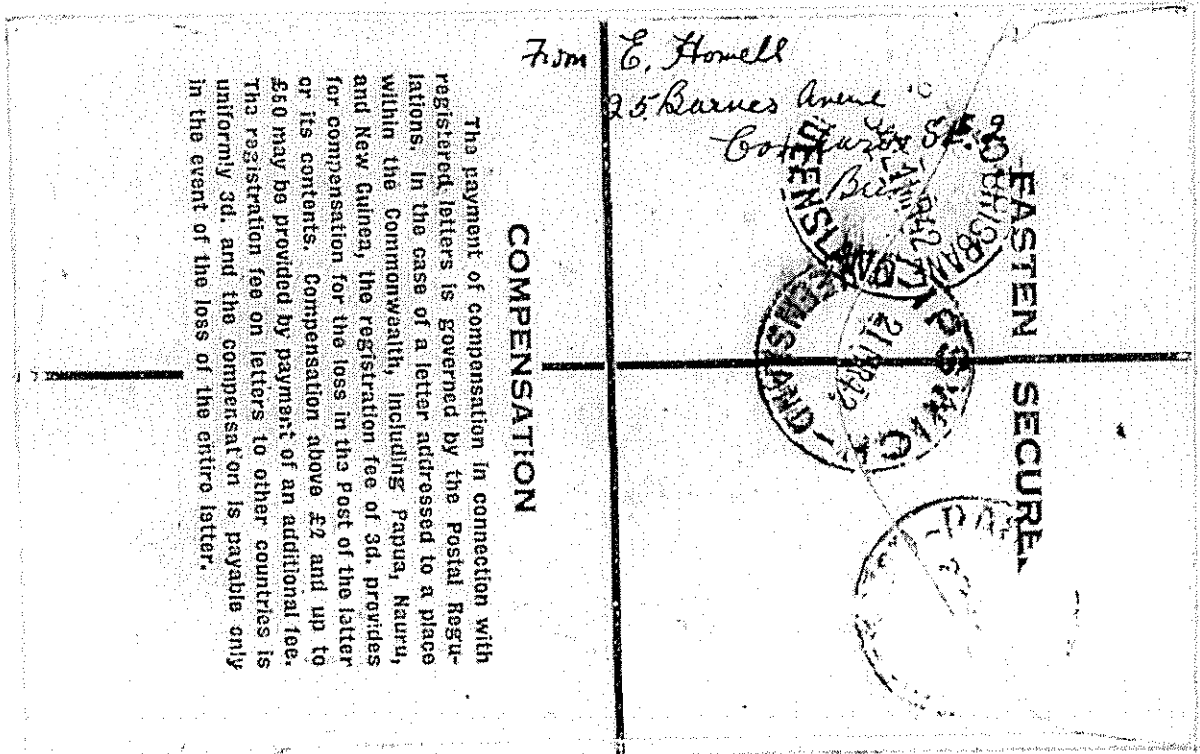 From E. Howell
25 Barnes Avenue
FASTEN SECURE
QUEENSLAND
IPSWICH
21 AP 42
QUEENSLAND
COMPENSATION
The payment of compensation in connection with
registered letters is governed by the Postal Regu-
lations. In the case of a letter addressed to a place
within the Commonwealth, including Papua, Nauru,
and New Guinea, the registration fee of 3d. provides
for compensation for the loss in the Post of the letter
or its contents. Compensation above £2 and up to
£50 may be provided by payment of an additional fee.
The registration fee on letters to other countries is
uniformly 3d. and the compensation is payable only
in the event of the loss of the entire letter.